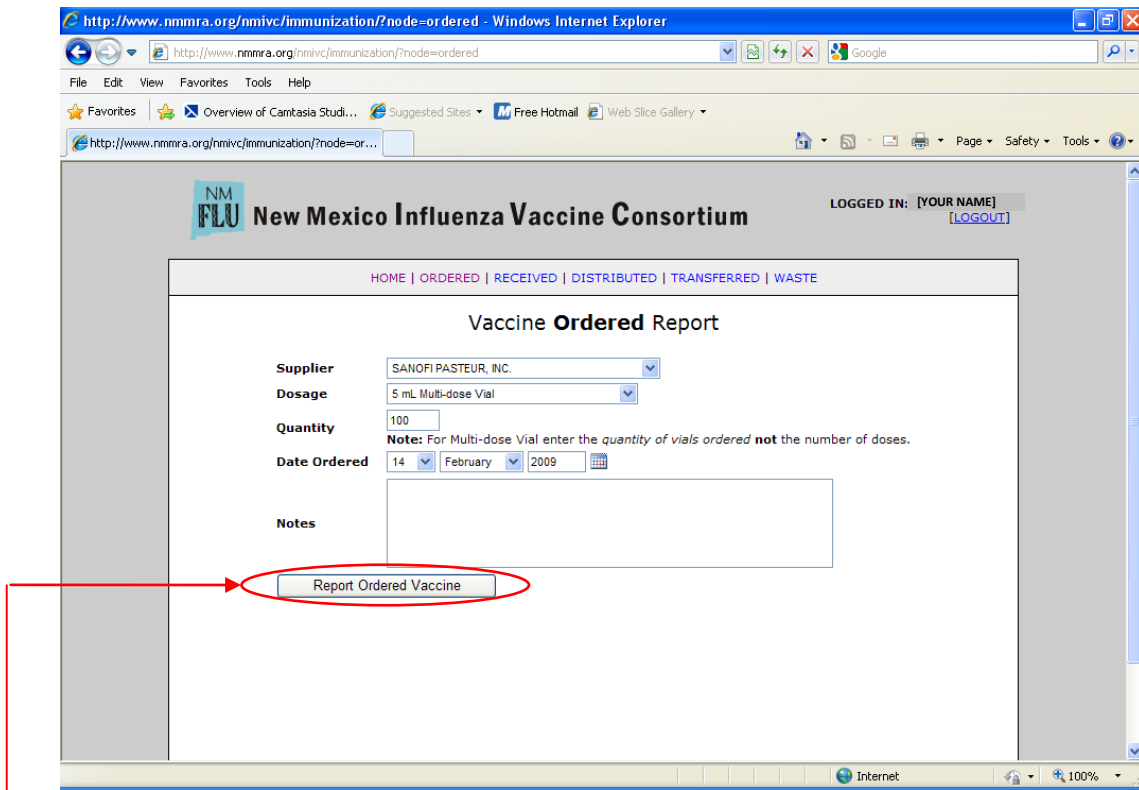 http://www.nmmra.org/nmivc/immunization/?node=ordered - Windows Internet Explorer
http://www.nmmra.org/nmivc/immunization/?node=ordered
Google
File Edit View Favorites Tools Help
Favorites Overview of Camtasia Studi... Suggested Sites Free Hotmail Web Slice Gallery
http://www.nmmra.org/nmivc/immunization/?node=or... Page Safety Tools
NM
FLU New Mexico Influenza Vaccine Consortium
LOGGED IN: [YOUR NAME]
[LOGOUT]
HOME | ORDERED | RECEIVED | DISTRIBUTED | TRANSFERRED | WASTE
Vaccine Ordered Report
Supplier SANOFI PASTEUR, INC.
Dosage 5 mL Multi-dose Vial
Quantity 100
Note: For Multi-dose Vial enter the quantity of vials ordered not the number of doses.
Date Ordered 14 February 2009
Notes
Report Ordered Vaccine
Internet 100%